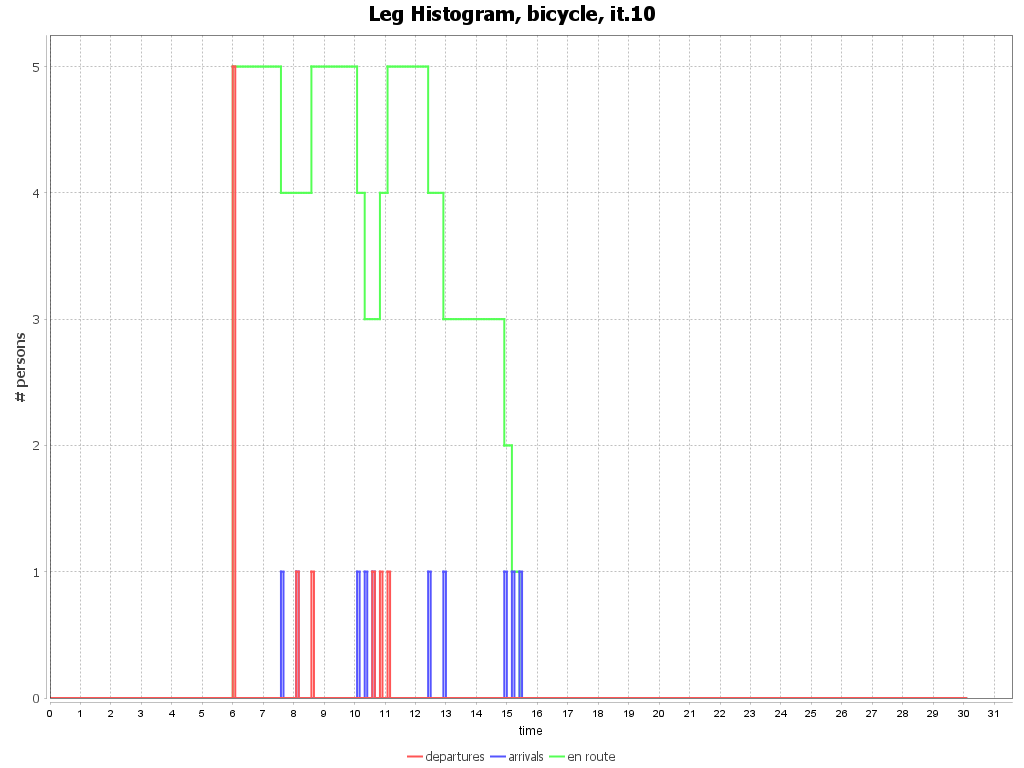 Leg Histogram, bicycle, it.10
# persons
5
4
3
2
1
0
0 1 2 3 4 5 6 7 8 9 10 11 12 13 14 15 16 17 18 19 20 21 22 23 24 25 26 27 28 29 30 31
time
departures arrivals en route